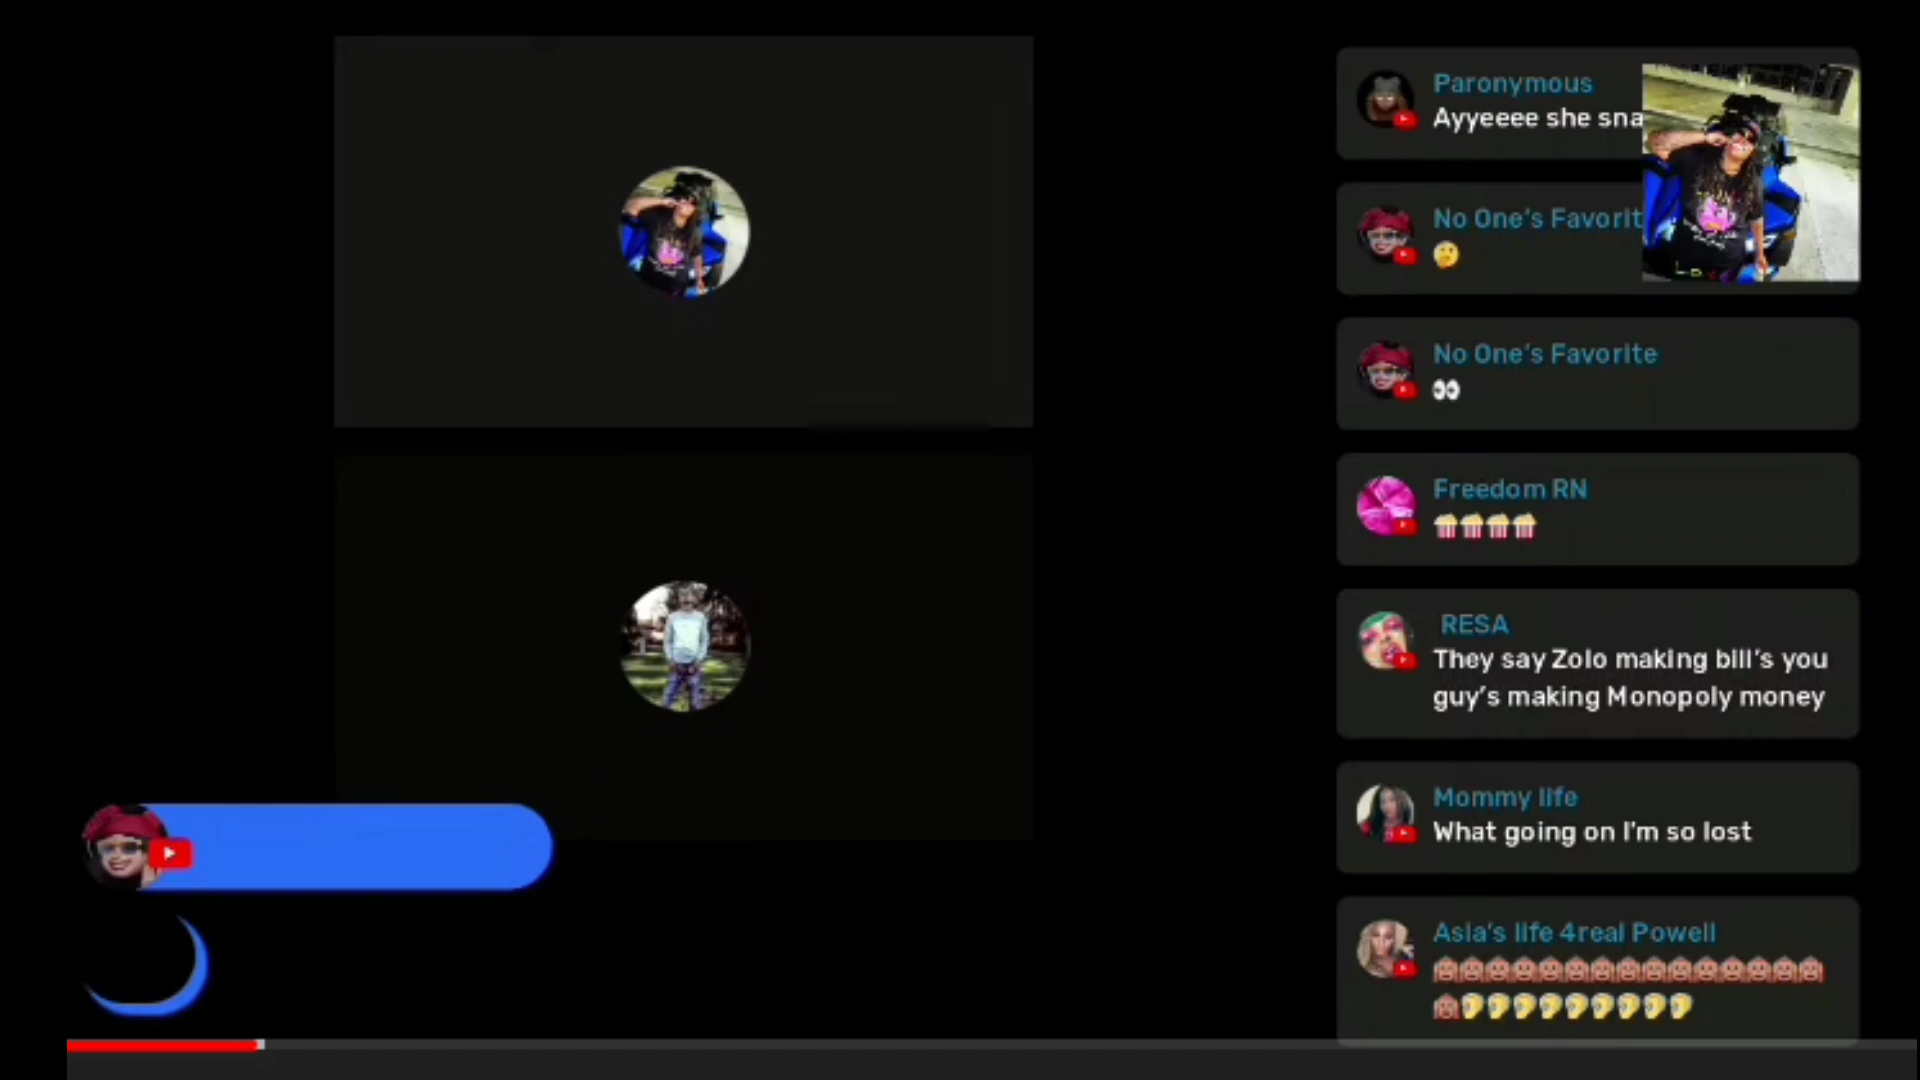 Paronymous
Ayyeeee she sna
No One's Favorit
No One's Favorite
Freedom RN
RESA
They say Zolo making bill's you
guy's making Monopoly money
Mommy life
What going on I'm so lost
Asia's life 4real Powell